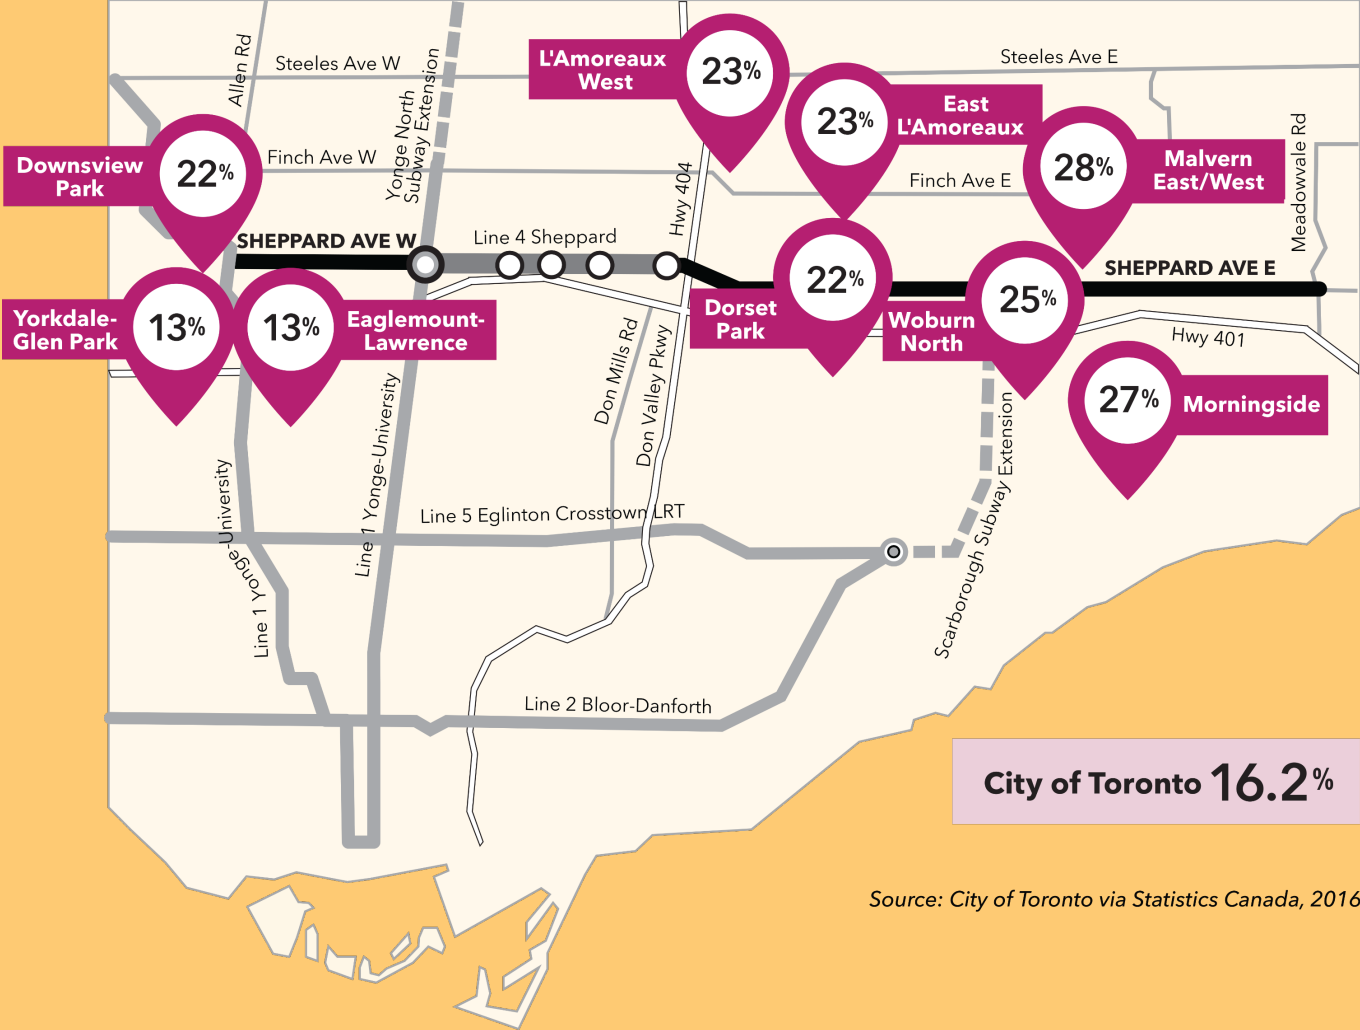 Steeles Ave W
Allen Rd
Yonge North
Subway Extension
L'Amoreaux
West
23%
Steeles Ave E
23%
East
L'Amoreaux
28%
Malvern
East/West
Meadowvale Rd
Downsview
Park
22%
Finch Ave W
Hwy 404
Finch Ave E
SHEPPARD AVE W
Line 4 Sheppard
SHEPPARD AVE E
Yorkdale-
Glen Park
13%
13%
Eaglemount-
Lawrence
Dorset
Park
22%
Woburn
North
25%
Hwy 401
Don Mills Rd
Don Valley Pkwy
27%
Morningside
Line 1 Yonge-University
Line 1 Yonge-University
Line 5 Eglinton Crosstown LRT
Scarborough Subway Extension
Line 2 Bloor-Danforth
City of Toronto 16.2%
Source: City of Toronto via Statistics Canada, 2016